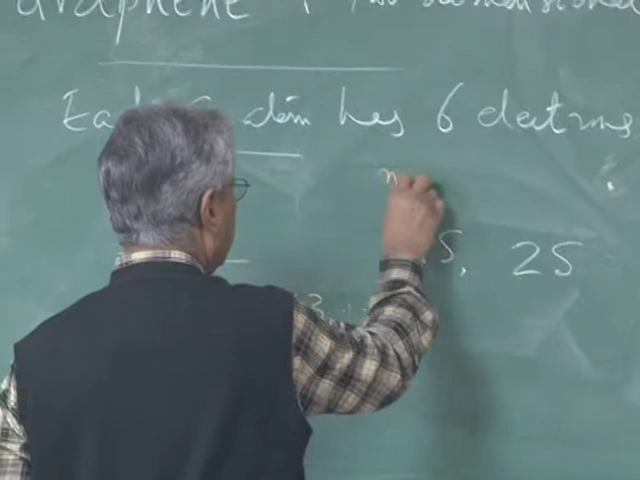 Graphene : Two dimensional
Each C atom has 6 electrons
S, 2S